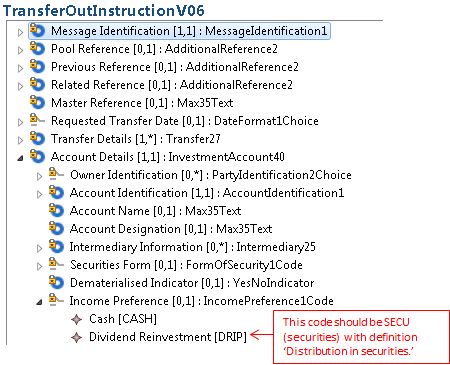 TransferOutInstructionV06
Message Identification [1,1] : MessageIdentification1
Pool Reference [0,1] : AdditionalReference2
Previous Reference [0,1] : AdditionalReference2
Related Reference [0,1] : AdditionalReference2
Master Reference [0,1] : Max35Text
Requested Transfer Date [0,1] : DateFormat1Choice
Transfer Details [1,*] : Transfer27
Account Details [1,1] : InvestmentAccount40
Owner Identification [0,*] : PartyIdentification2Choice
Account Identification [1,1] : AccountIdentification1
Account Name [0,1] : Max35Text
Account Designation [0,1] : Max35Text
Intermediary Information [0,*] : Intermediary25
Securities Form [0,1] : FormOfSecurity1Code
Dematerialised Indicator [0,1] : YesNoIndicator
Income Preference [0,1] : IncomePreference1Code
Cash [CASH]
Dividend Reinvestment [DRIP]
This code should be SECU
(securities) with definition
‘Distribution in securities.’